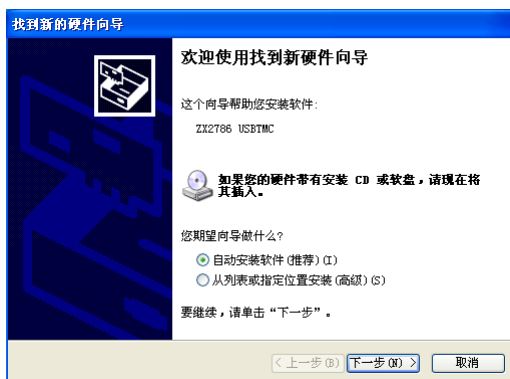 找到新的硬件向导
欢迎使用找到新硬件向导
这个向导帮助您安装软件:
ZX2786 USBTMC
如果您的硬件带有安装 CD 或软盘，请现在将
其插入。
您期望向导做什么?
自动安装软件(推荐)(I)
从列表或指定位置安装(高级)(S)
要继续，请单击“下一步”。
< 上一步(B) 下一步(N) > 取消